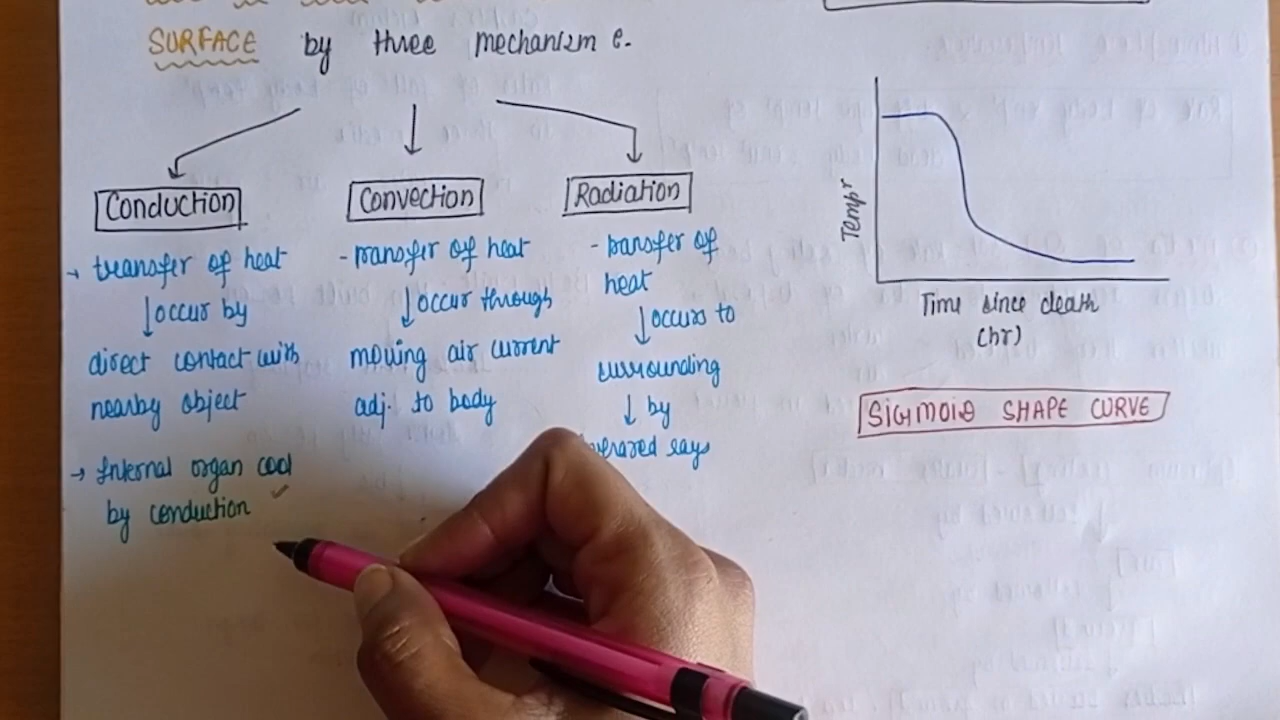 SURFACE by three mechanism e.
Conduction
→ transfer of heat
↓ occur by
direct contact with
nearby object
→ Internal organ cool
by conduction
Convection
- transfer of heat
↓ occur through
moving air current
adj. to body
Radiation
- transfer of
heat
↓ occurs to
surrounding
↓ by
infrared rays
Tempr
Time since death
(hr)
SIGMOID SHAPE CURVE